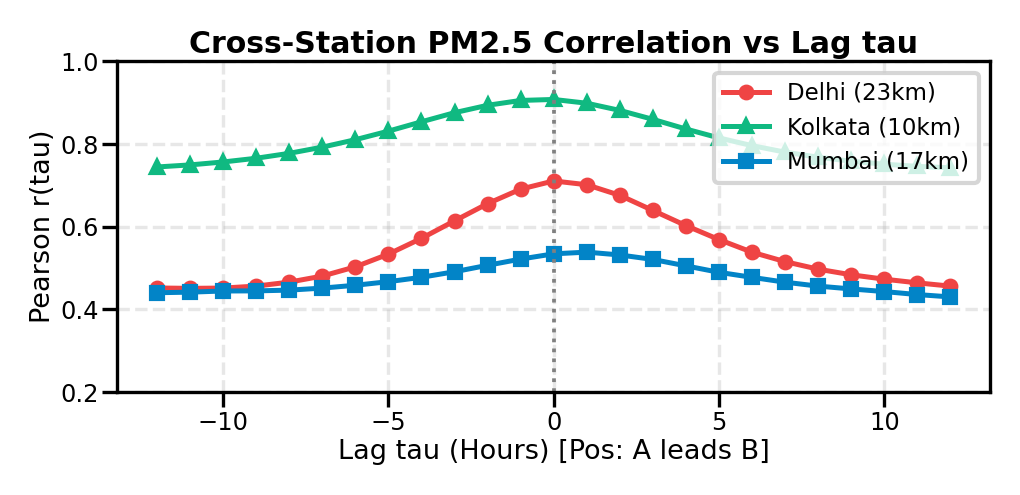 Cross-Station PM2.5 Correlation vs Lag tau
Pearson r(tau)
1.0
0.8
0.6
0.4
0.2
Delhi (23km)
Kolkata (10km)
Mumbai (17km)
−10
−5
0
5
10
Lag tau (Hours) [Pos: A leads B]